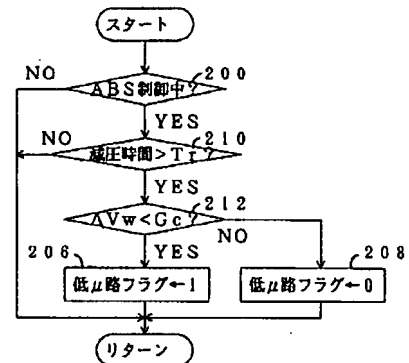 スタート
NO
200
ABS制御中?
YES
NO
210
減圧時間>Tr?
YES
212
ΛVw<Gc?
NO
206
YES
208
低μ路フラグ←1
低μ路フラグ←0
リターン